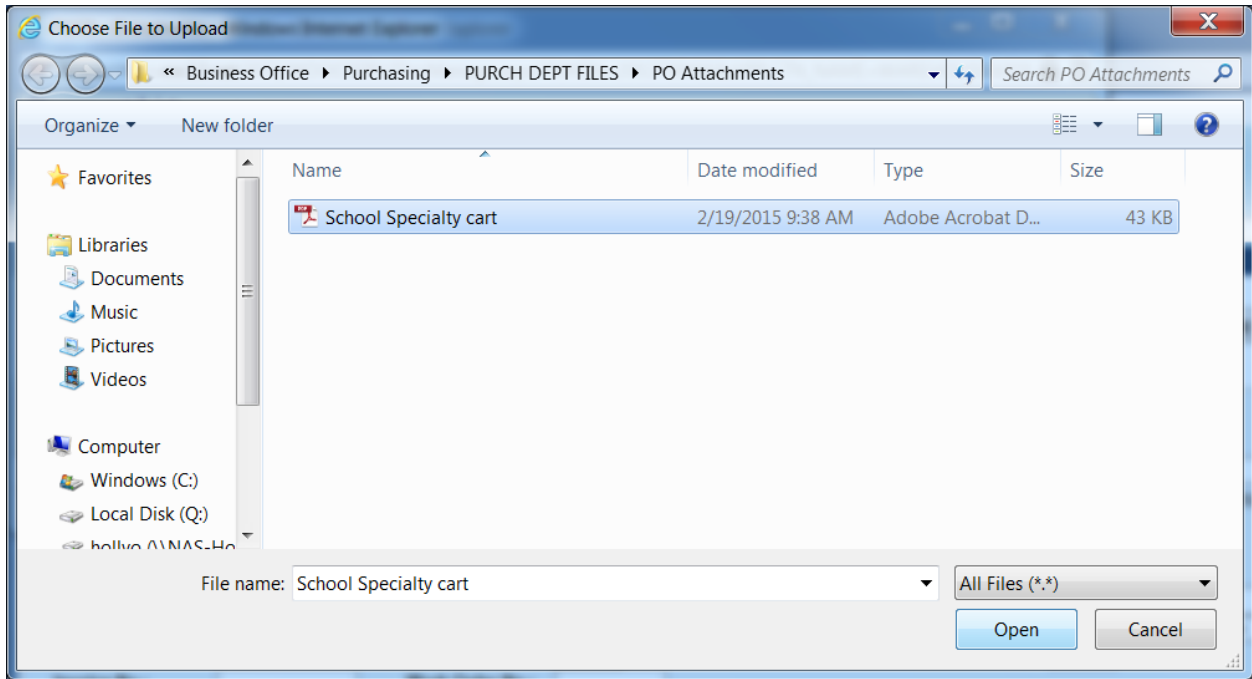 Choose File to Upload
« Business Office ▸ Purchasing ▸ PURCH DEPT FILES ▸ PO Attachments
Search PO Attachments
Organize
New folder
Name Date modified Type Size
School Specialty cart 2/19/2015 9:38 AM Adobe Acrobat D... 43 KB
Favorites
Libraries
Documents
Music
Pictures
Videos
Computer
Windows (C:)
Local Disk (Q:)
File name: School Specialty cart
All Files (*.*)
Open
Cancel